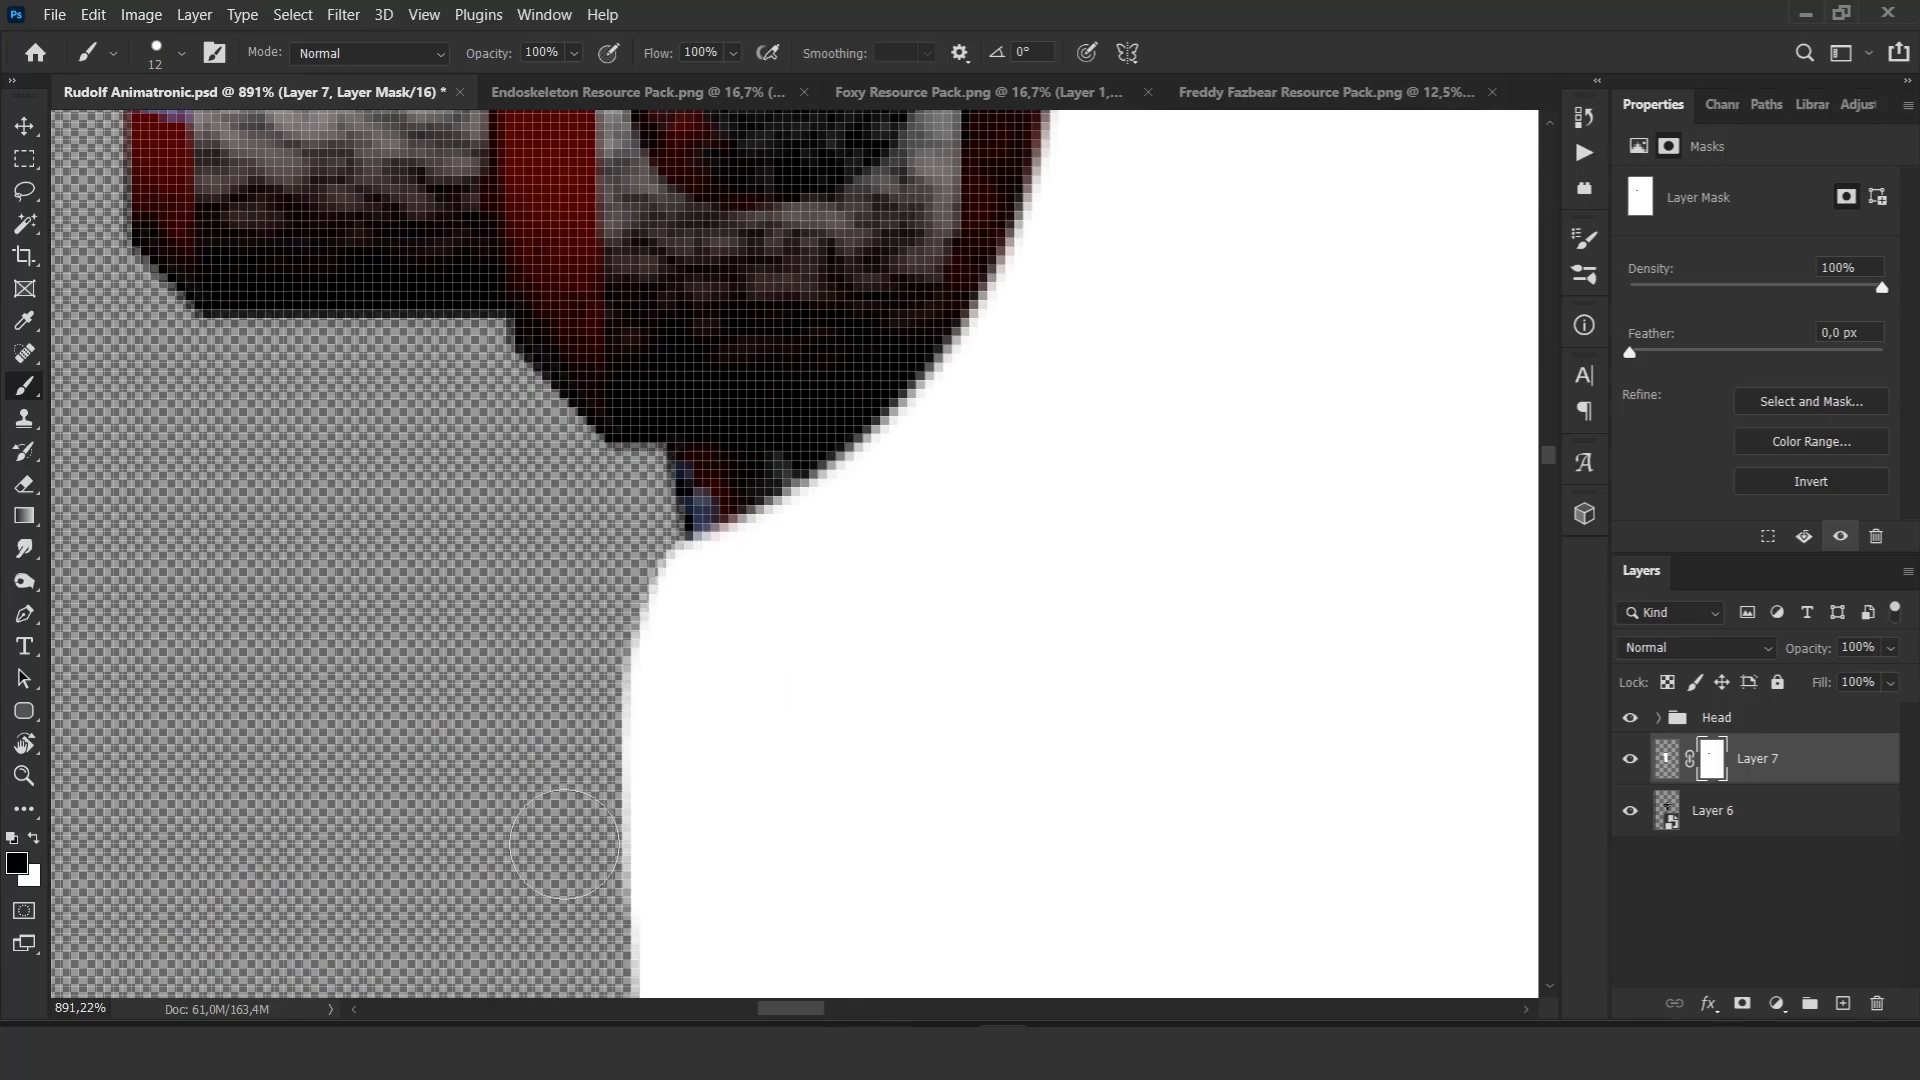 Ps File Edit Image Layer Type Select Filter 3D View Plugins Window Help
12 Mode: Normal Opacity: 100% Flow: 100% Smoothing: 0°
Rudolf Animatronic.psd @ 891% (Layer 7, Layer Mask/16) * Endoskeleton Resource Pack.png @ 16,7% (... Foxy Resource Pack.png @ 16,7% (Layer 1,... Freddy Fazbear Resource Pack.png @ 12,5%...
Properties Chanr Paths Librar Adjust
Masks
Layer Mask
Density: 100%
Feather: 0,0 px
Refine: Select and Mask...
Color Range...
Invert
Layers
Kind
Normal Opacity: 100%
Lock: Fill: 100%
Head
Layer 7
Layer 6
891,22% Doc: 61,0M/163,4M